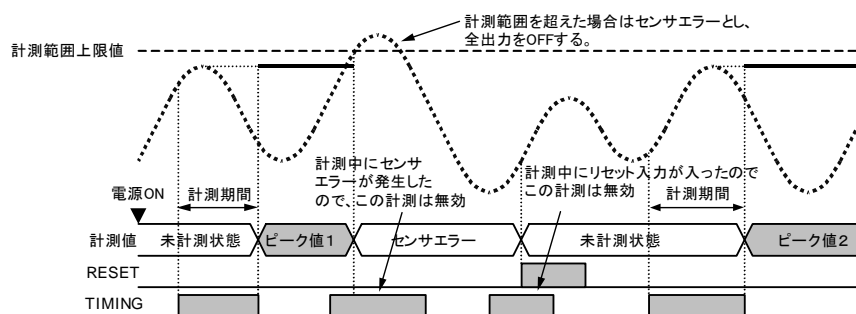 計測範囲を超えた場合はセンサエラーとし、
全出力をOFFする。
計測範囲上限値
計測中にセンサ
エラーが発生した
ので、この計測は無効
計測中にリセット入力が入ったので
この計測は無効
電源ON
計測期間
計測期間
計測値
未計測状態
ピーク値1
センサエラー
未計測状態
ピーク値2
RESET
TIMING